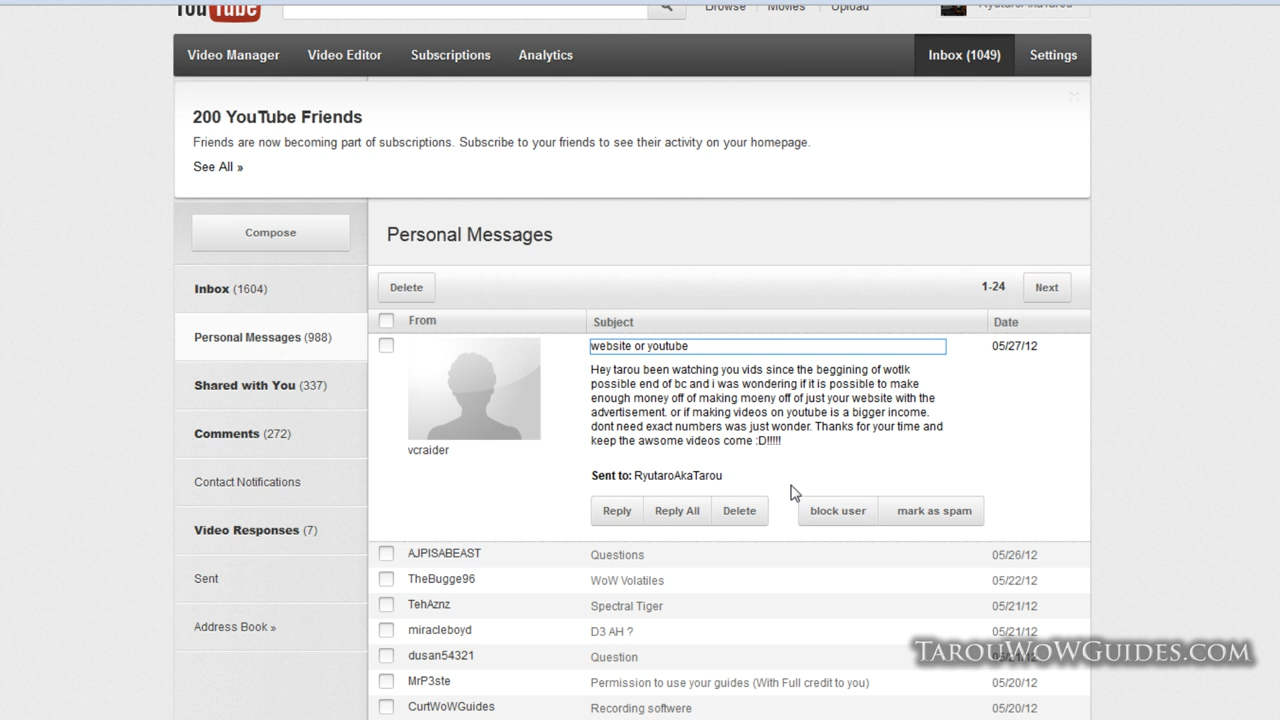 YouTube
Browse Movies Upload RyutaroAkaTarou
Video Manager Video Editor Subscriptions Analytics Inbox (1049) Settings
200 YouTube Friends
Friends are now becoming part of subscriptions. Subscribe to your friends to see their activity on your homepage.
See All »
Compose
Personal Messages
Inbox (1604)
Delete 1-24 Next
From Subject Date
Personal Messages (988)
website or youtube 05/27/12
Hey tarou been watching you vids since the beggining of wotlk
possible end of bc and i was wondering if it is possible to make
enough money off of making moeny off of just your website with the
advertisement. or if making videos on youtube is a bigger income.
dont need exact numbers was just wonder. Thanks for your time and
keep the awsome videos come :D!!!!!
vcraider
Sent to: RyutaroAkaTarou
Reply Reply All Delete block user mark as spam
Shared with You (337)
Comments (272)
Contact Notifications
Video Responses (7)
Sent
Address Book »
AJPISABEAST Questions 05/26/12
TheBugge96 WoW Volatiles 05/22/12
TehAznz Spectral Tiger 05/21/12
miracleboyd D3 AH ? 05/21/12
dusan54321 Question
MrP3ste Permission to use your guides (With Full credit to you) 05/20/12
CurtWoWGuides Recording softwere 05/20/12
TarouWoWGuides.com